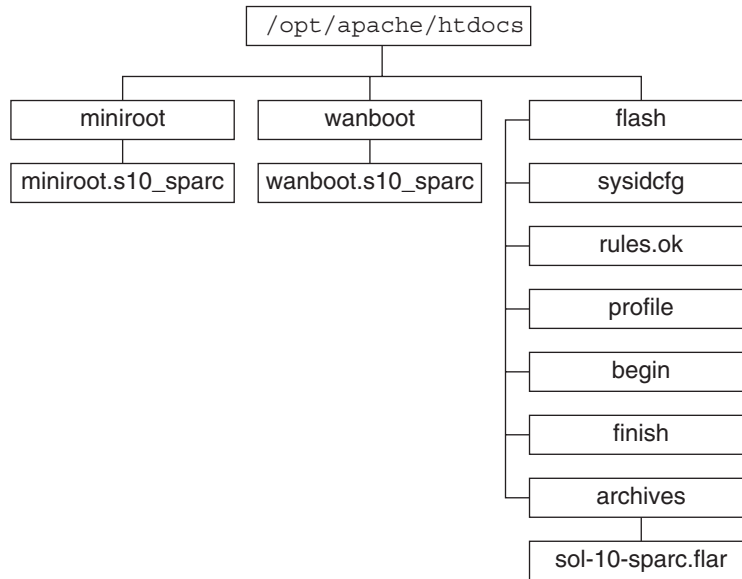 /opt/apache/htdocs
miniroot
wanboot
flash
miniroot.s10_sparc
wanboot.s10_sparc
sysidcfg
rules.ok
profile
begin
finish
archives
sol-10-sparc.flar